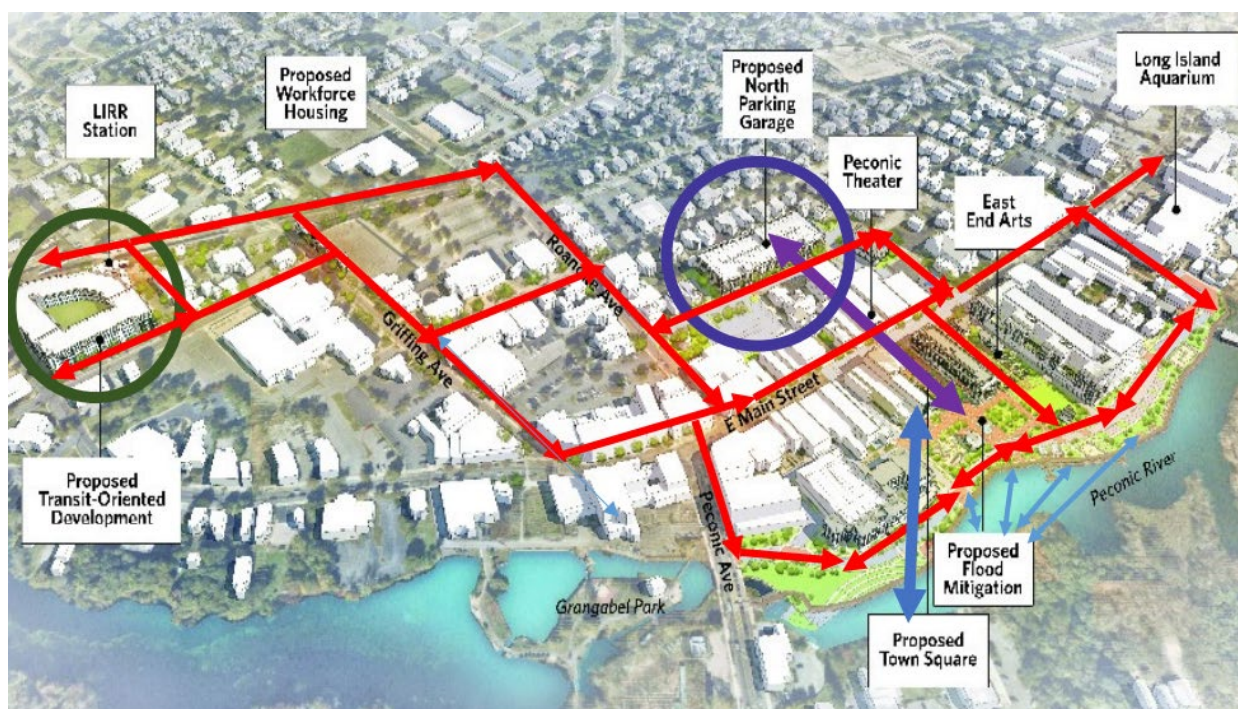 Long Island
Aquarium
Proposed
Workforce
Housing
Proposed
North
Parking
Garage
LIRR
Station
Peconic
Theater
East
End Arts
Roanoke Ave
Griffing Ave
E Main Street
Proposed
Transit-Oriented
Development
Peconic Ave
Peconic River
Proposed
Flood
Mitigation
Grangabel Park
Proposed
Town Square